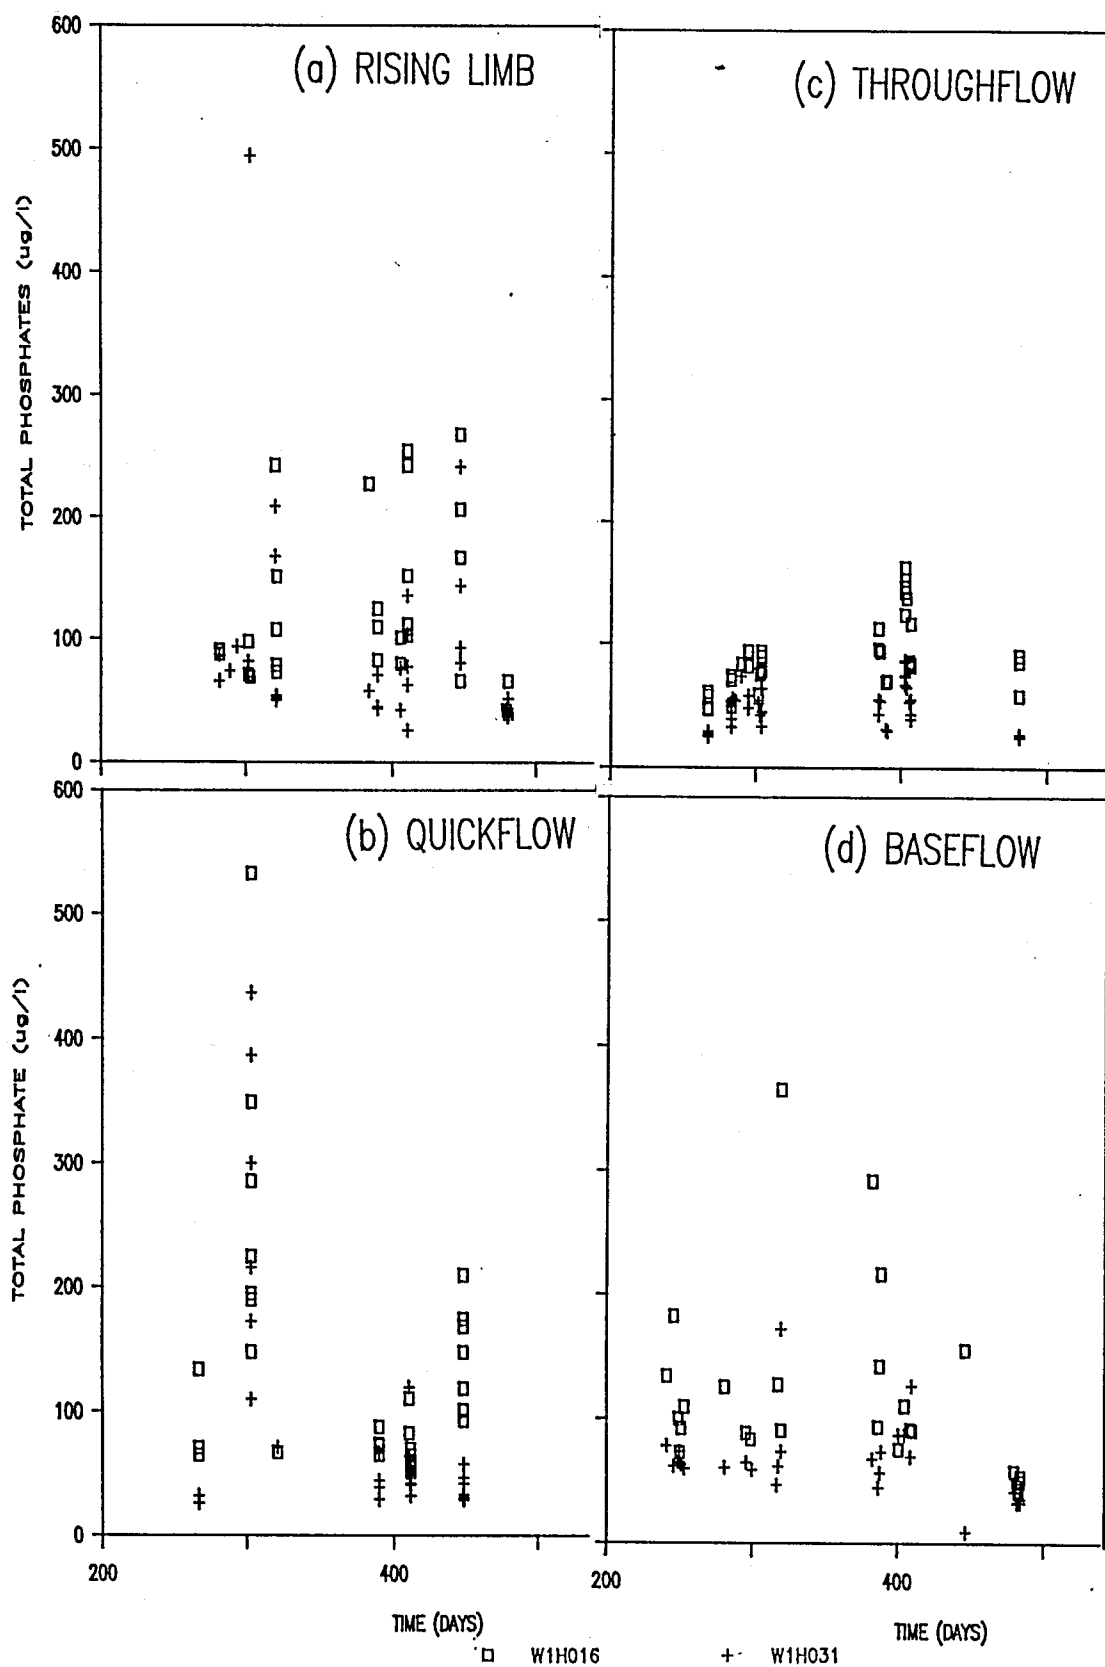 600
(a) RISING LIMB
500
400
300
200
100
0
TOTAL PHOSPHATES (ug/l)
(c) THROUGHFLOW
600
(b) QUICKFLOW
500
400
300
200
100
0
TOTAL PHOSPHATE (ug/l)
200
400
TIME (DAYS)
(d) BASEFLOW
200
400
TIME (DAYS)
W1H016
W1H031